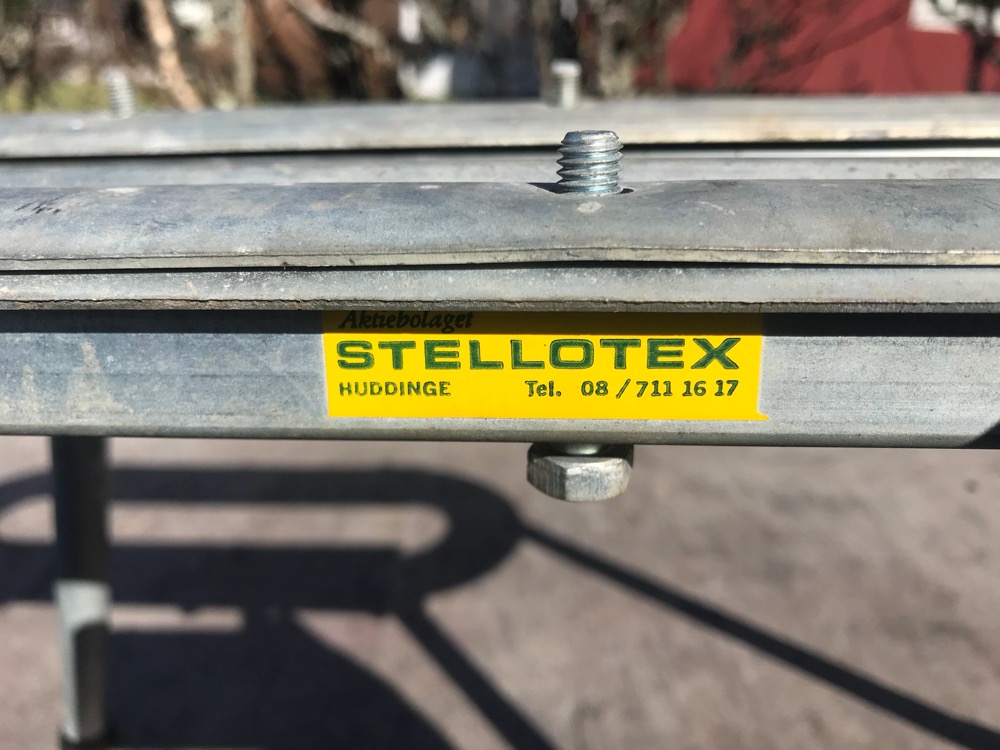 Aktiebolaget
STELLOTEX
HUDDINGE Tel. 08 / 711 16 17